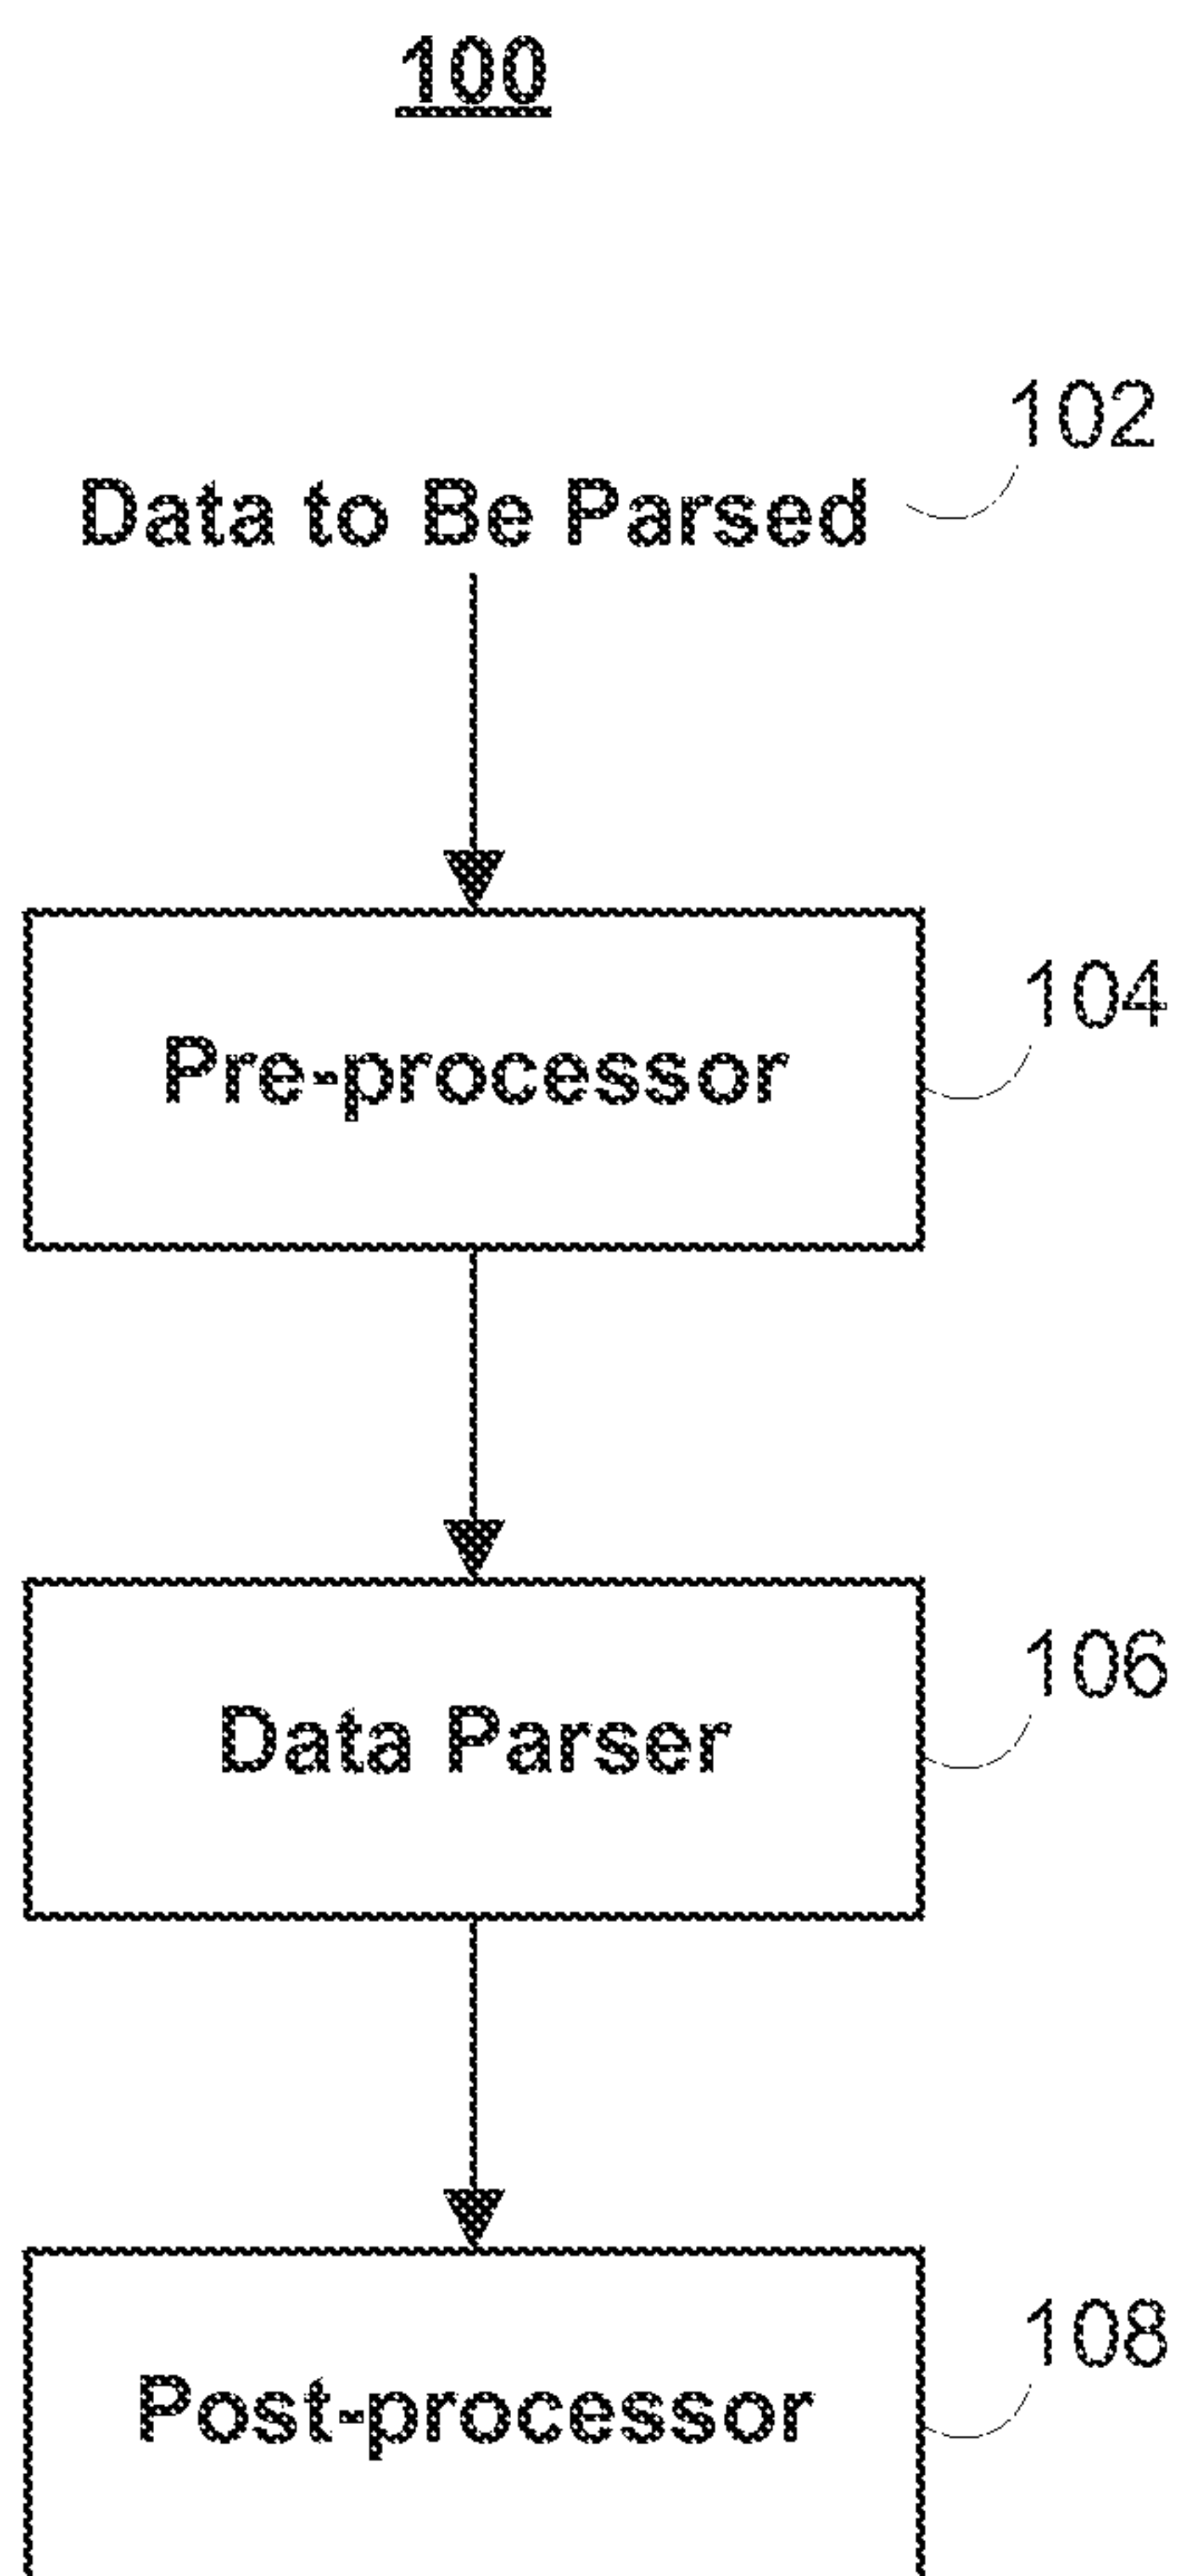 100
102
Data to Be Parsed
104
Pre-processor
106
Data Parser
108
Post-processor